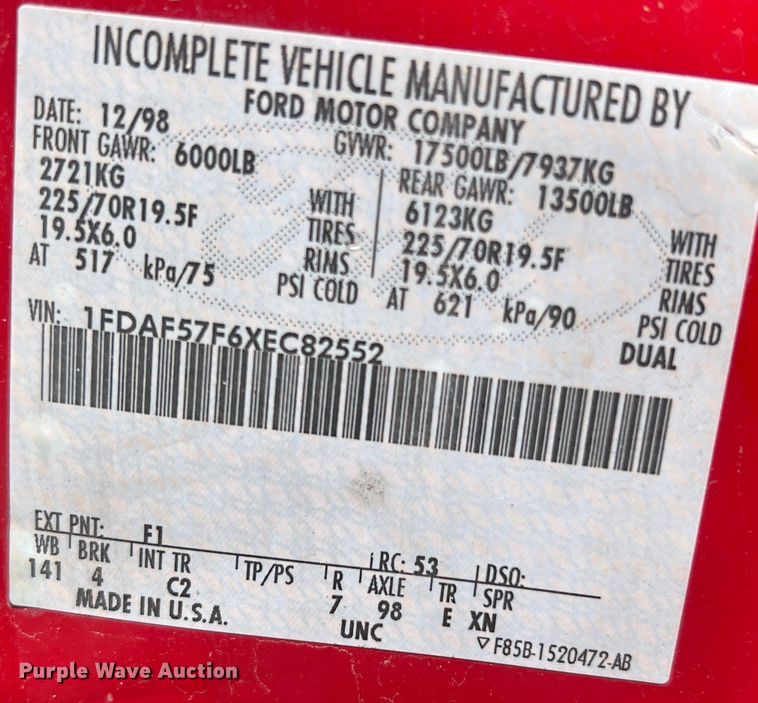 INCOMPLETE VEHICLE MANUFACTURED BY
FORD MOTOR COMPANY
DATE: 12/98 GVWR: 17500LB/7937KG
FRONT GAWR: 6000LB REAR GAWR: 13500LB
2721KG WITH 6123KG WITH
225/70R19.5F TIRES 225/70R19.5F TIRES
19.5X6.0 RIMS 19.5X6.0 RIMS
AT 517 kPa/75 PSI COLD AT 621 kPa/90 PSI COLD
DUAL
VIN: 1FDAF57F6XEC82552
EXT PNT: F1 RC: 53 DSO:
WB BRK INT TR TP/PS R AXLE TR SPR
141 4 C2 7 98 E XN
MADE IN U.S.A. UNC
▽F85B-1520472-AB
Purple Wave Auction